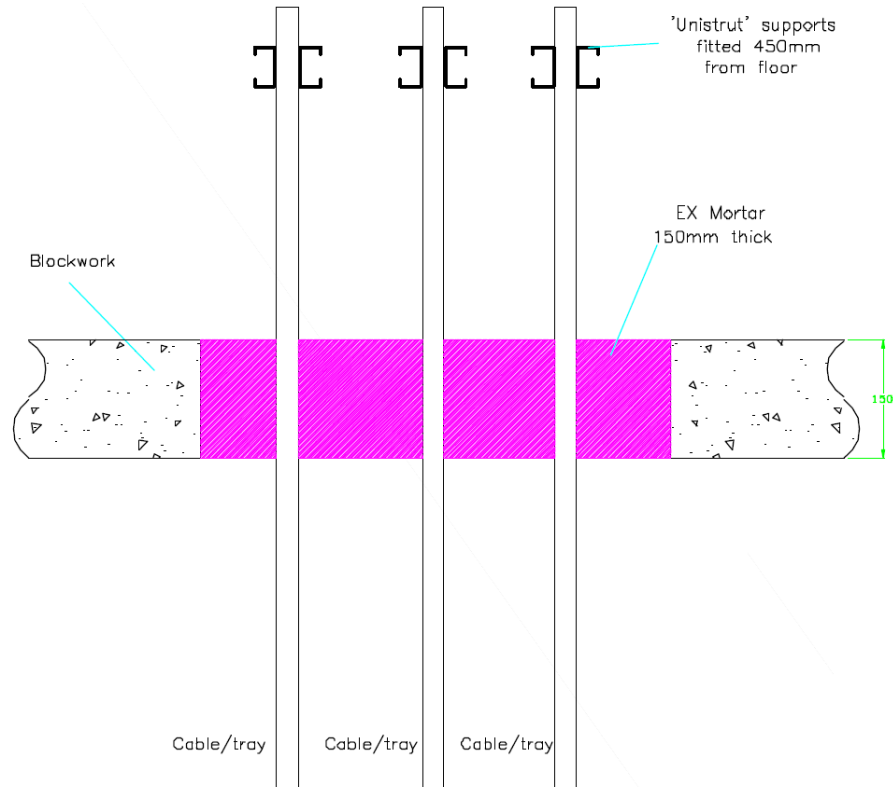 'Unistrut' supports
fitted 450mm
from floor
EX Mortar
150mm thick
Blockwork
150
Cable/tray
Cable/tray
Cable/tray